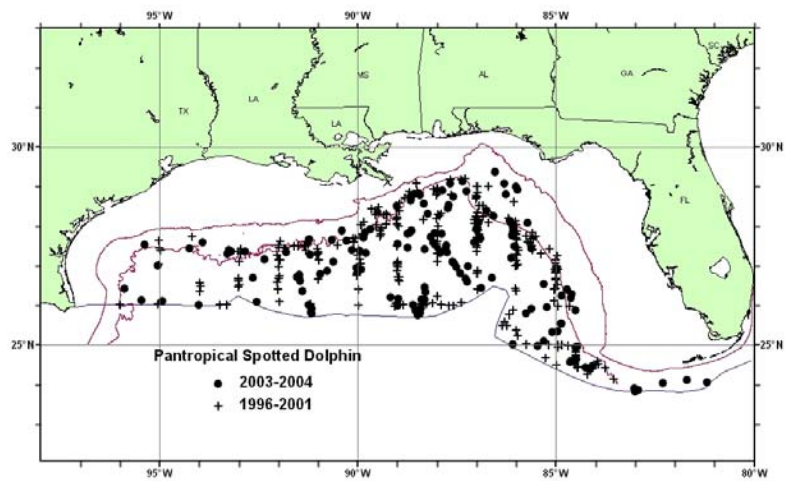 95°W 90°W 85°W 80°W
SC
MS AL GA
TX LA
LA
30°N 30°N
FL
25°N 25°N
Pantropical Spotted Dolphin
2003-2004
1996-2001
95°W 90°W 85°W 80°W